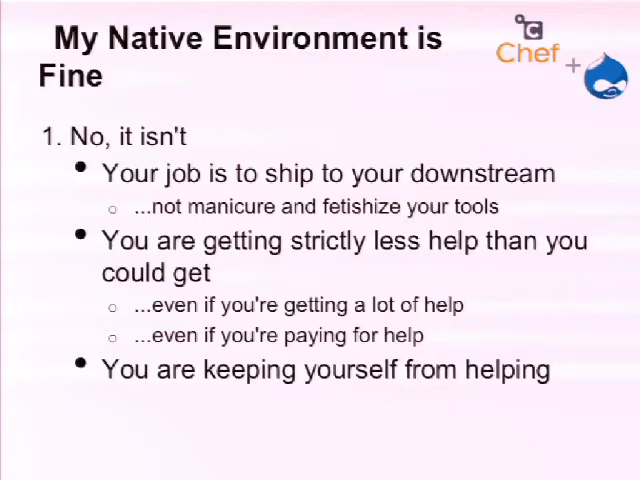 My Native Environment is
Fine
°C
Chef
+
1. No, it isn't
• Your job is to ship to your downstream
○ ...not manicure and fetishize your tools
• You are getting strictly less help than you
could get
○ ...even if you're getting a lot of help
○ ...even if you're paying for help
• You are keeping yourself from helping